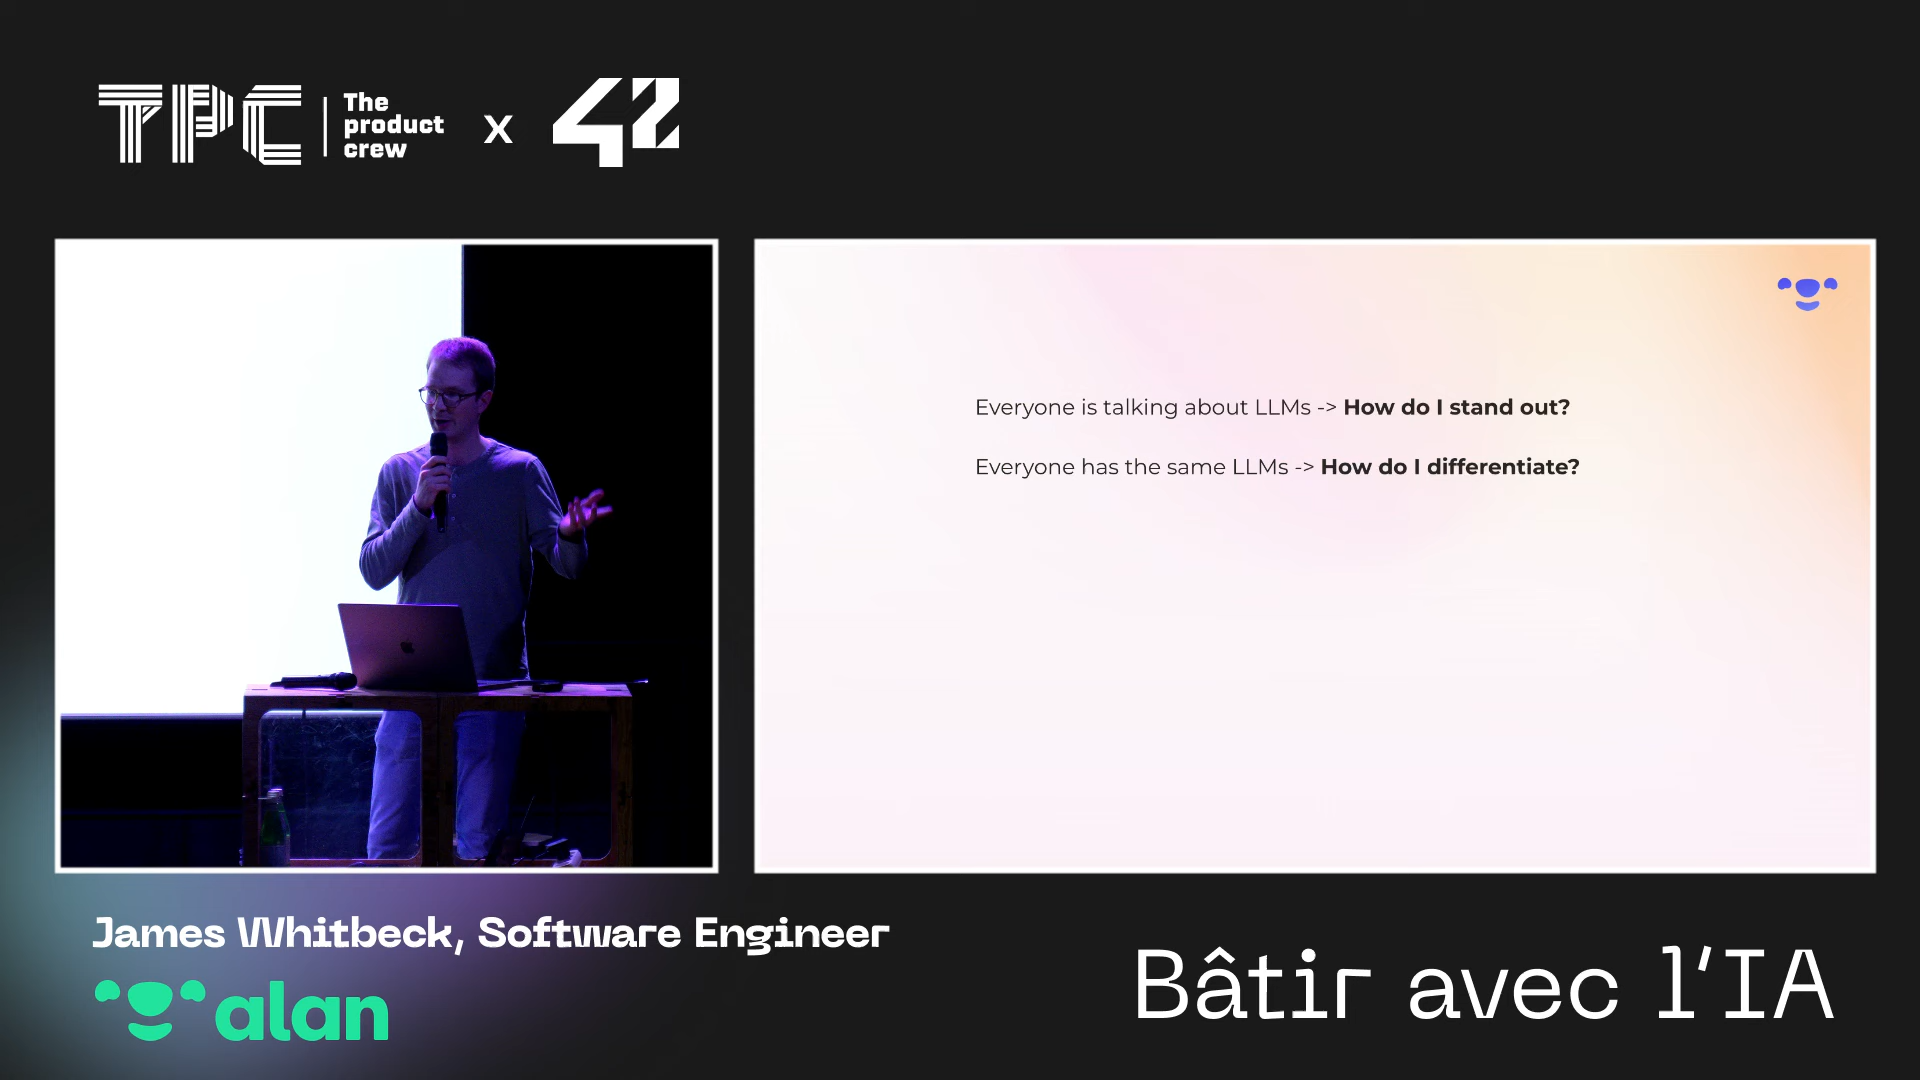 TPC
The
product
crew
x
42
Everyone is talking about LLMs -> How do I stand out?
Everyone has the same LLMs -> How do I differentiate?
James Whitbeck, Software Engineer
alan
Bâtir avec l'IA